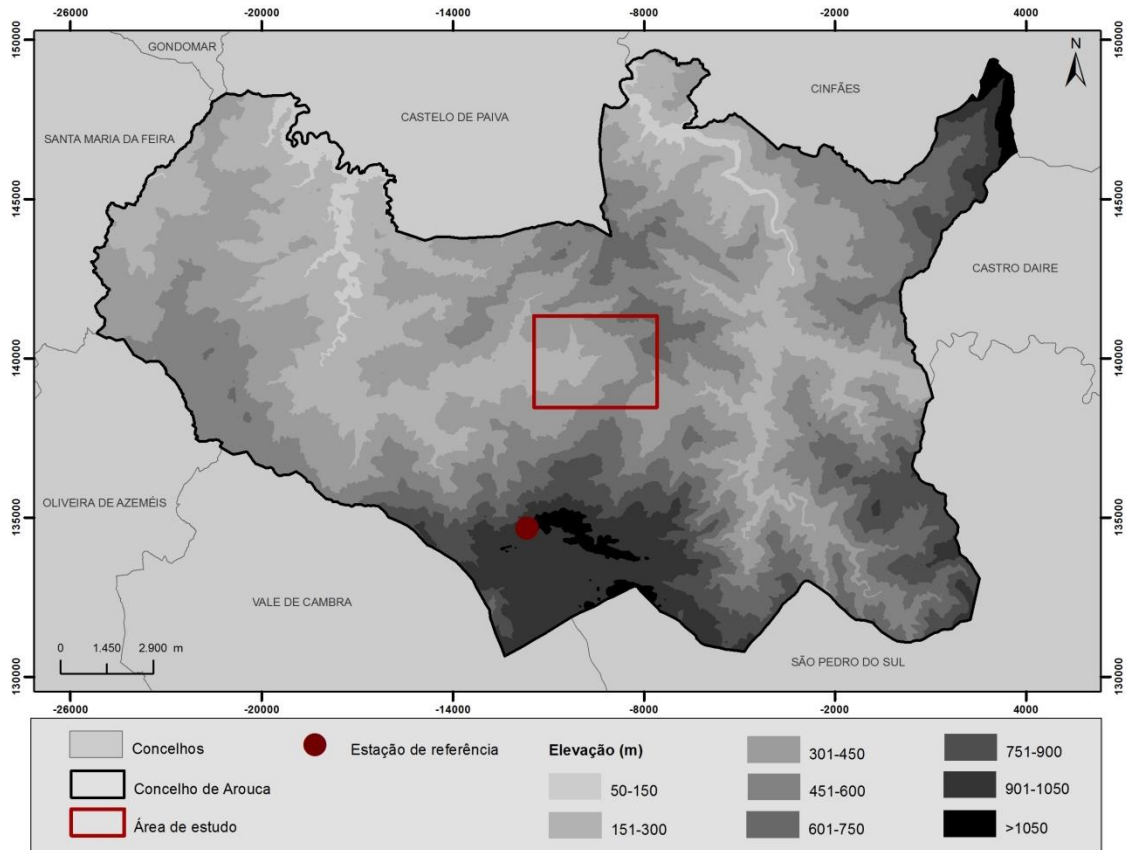 -26000 -20000 -14000 -8000 -2000 4000
150000 150000
GONDOMAR
N
CINFÃES
CASTELO DE PAIVA
SANTA MARIA DA FEIRA
145000 145000
CASTRO DAIRE
140000 140000
OLIVEIRA DE AZEMÉIS
135000 135000
VALE DE CAMBRA
0 1.450 2.900 m
SÃO PEDRO DO SUL
130000 130000
-26000 -20000 -14000 -8000 -2000 4000
Concelhos
Concelho de Arouca
Área de estudo
Estação de referência
Elevação (m)
50-150
151-300
301-450
451-600
601-750
751-900
901-1050
>1050